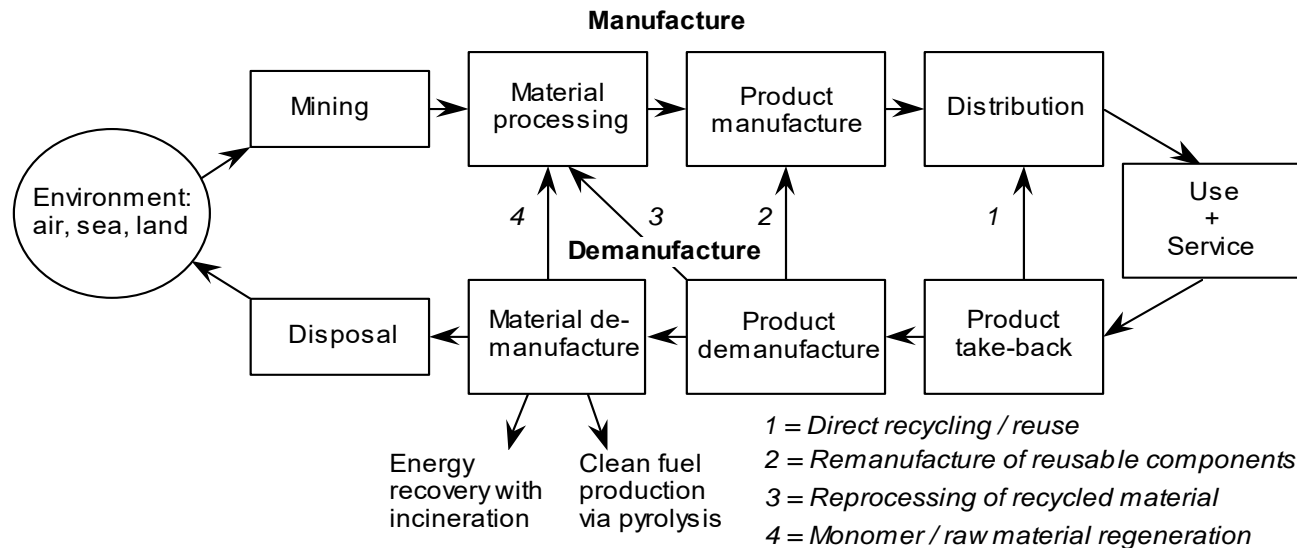 Manufacture
Mining
Material
processing
Product
manufacture
Distribution
Environment:
air, sea, land
Use
+
Service
4
3
2
1
Demanufacture
Disposal
Material de-
manufacture
Product
demanufacture
Product
take-back
Energy
recovery with
incineration
Clean fuel
production
via pyrolysis
1 = Direct recycling / reuse
2 = Remanufacture of reusable components
3 = Reprocessing of recycled material
4 = Monomer / raw material regeneration